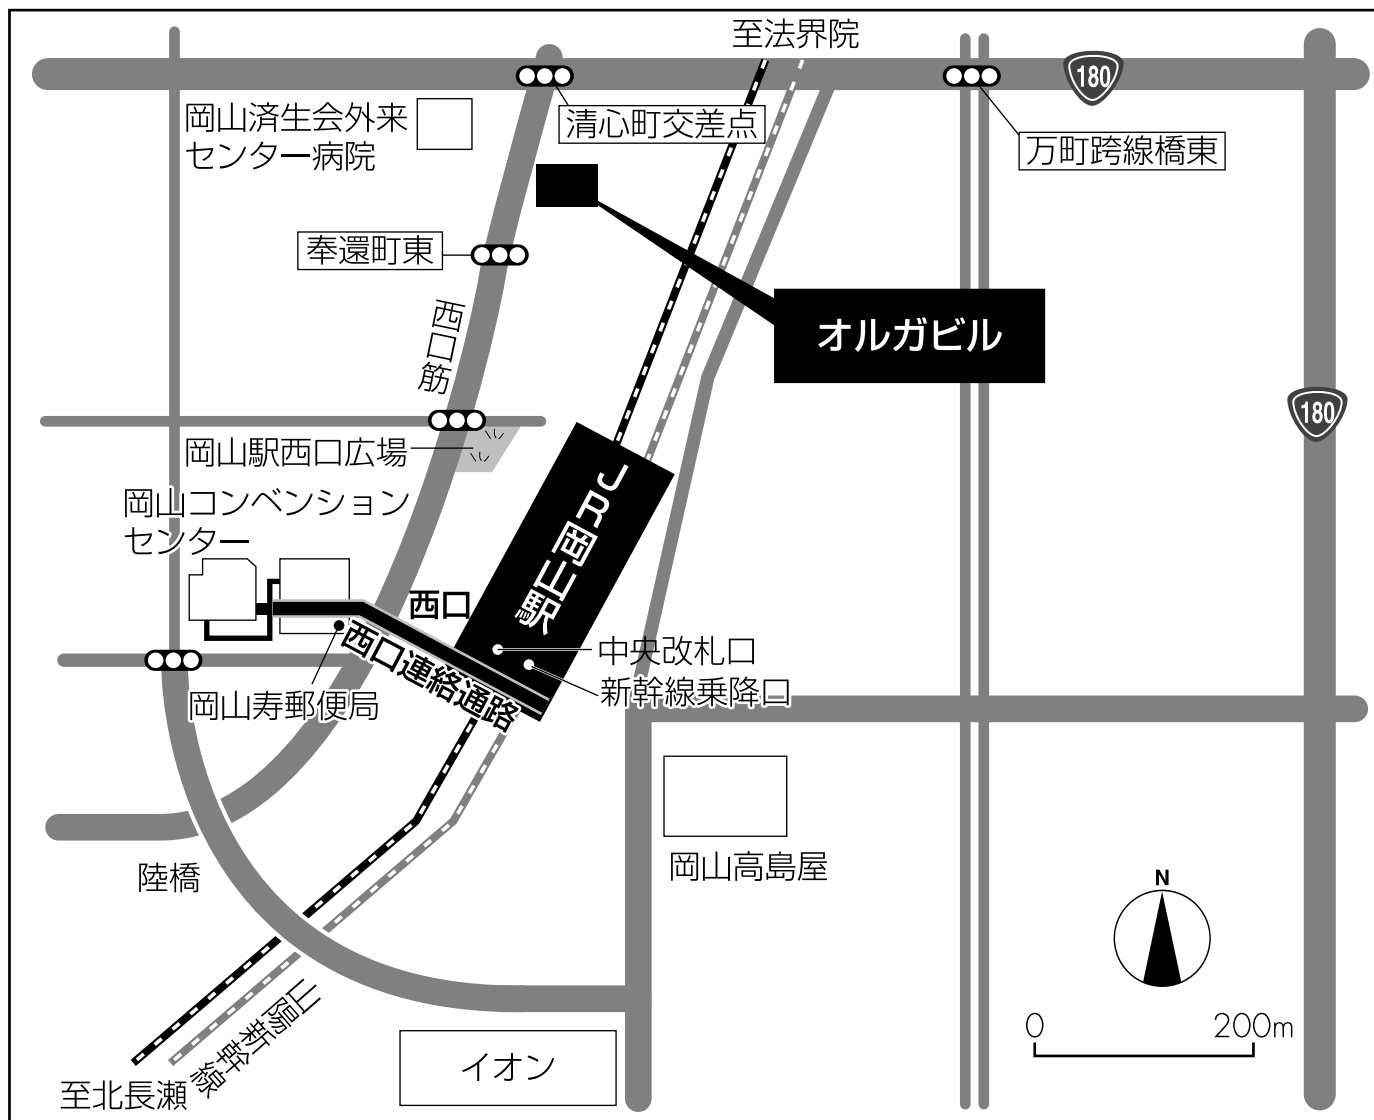 至法界院
180
岡山済生会外来
センター病院
清心町交差点
万町跨線橋東
奉還町東
西口筋
オルガビル
180
岡山駅西口広場
JR岡山駅
岡山コンベンション
センター
西口
西口連絡通路
中央改札口
新幹線乗降口
岡山寿郵便局
岡山高島屋
陸橋
N
山陽新幹線
0 200m
イオン
至北長瀬